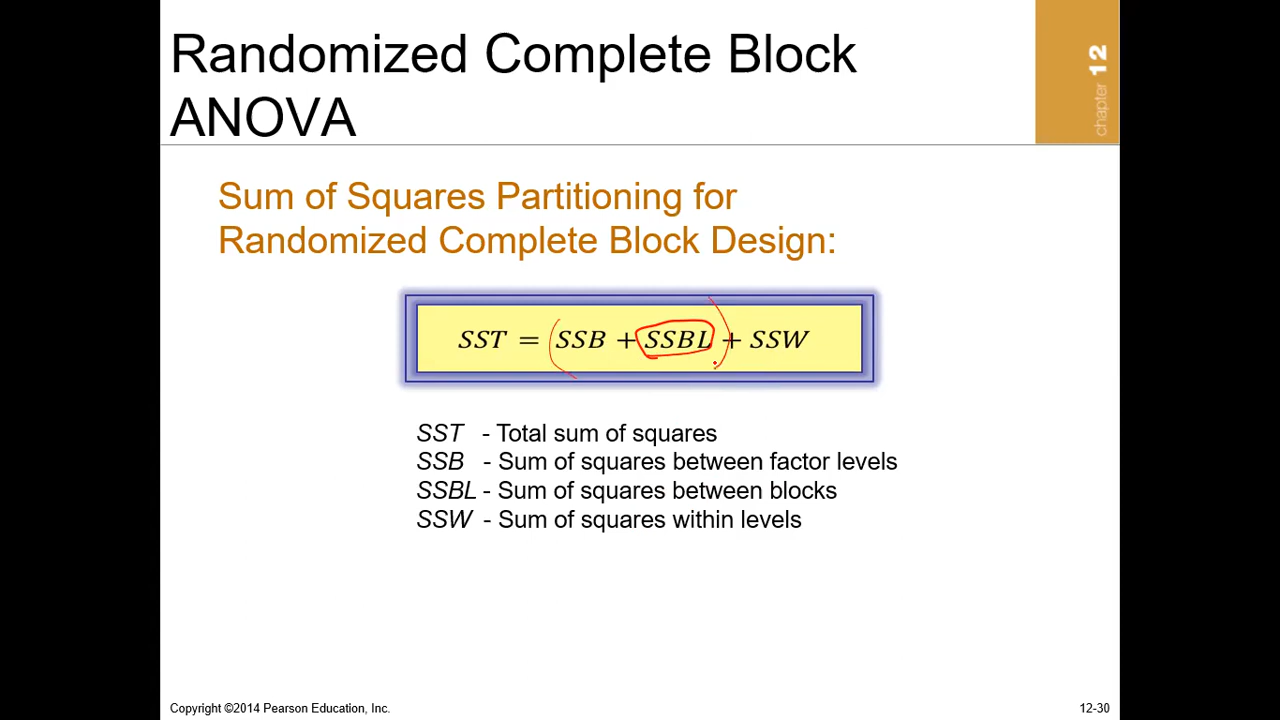 Randomized Complete Block
ANOVA
chapter 12
Sum of Squares Partitioning for
Randomized Complete Block Design:
SST = (SSB + SSBL) + SSW
SST - Total sum of squares
SSB - Sum of squares between factor levels
SSBL - Sum of squares between blocks
SSW - Sum of squares within levels
Copyright ©2014 Pearson Education, Inc.
12-30